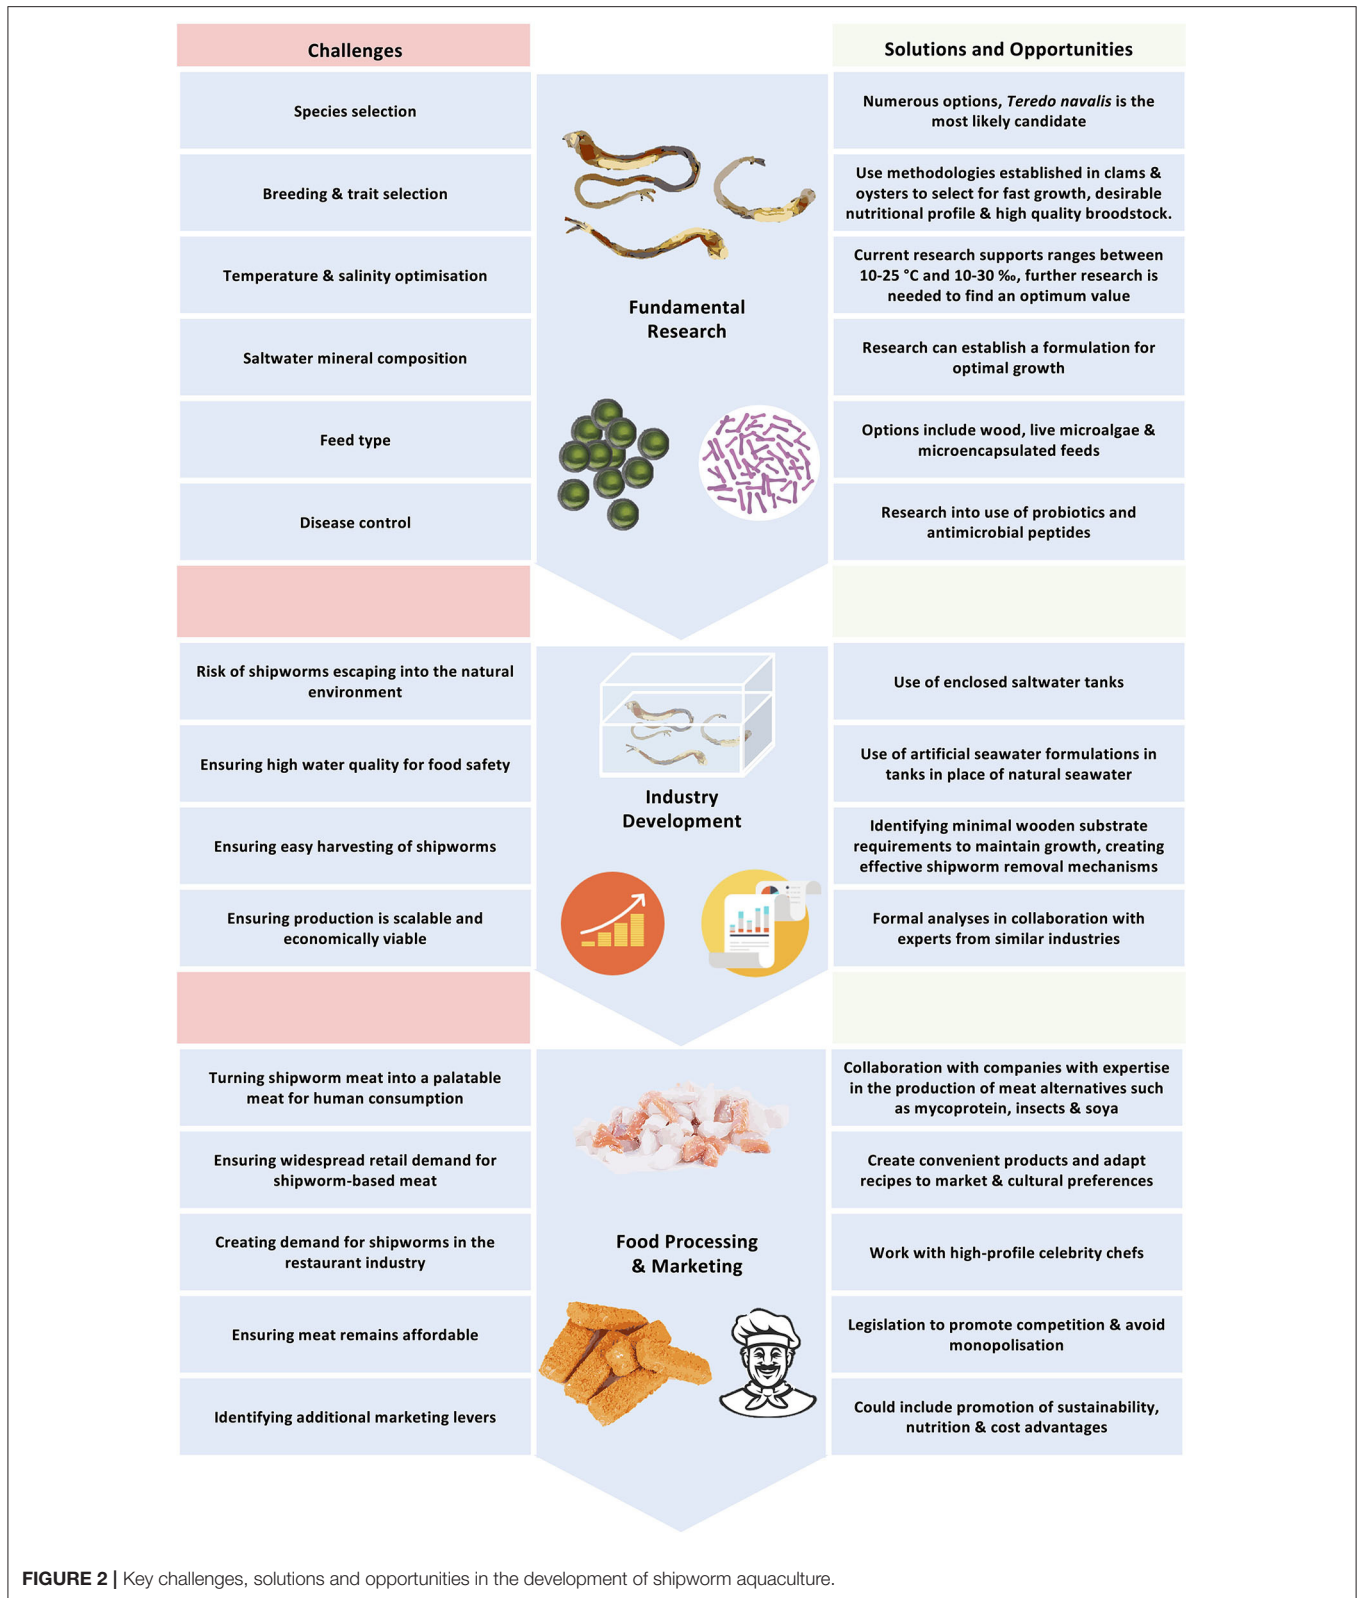 Challenges
Solutions and Opportunities
Species selection
Numerous options, Teredo navalis is the
most likely candidate
Breeding & trait selection
Use methodologies established in clams &
oysters to select for fast growth, desirable
nutritional profile & high quality broodstock.
Temperature & salinity optimisation
Current research supports ranges between
10-25 °C and 10-30 ‰, further research is
needed to find an optimum value
Fundamental
Research
Saltwater mineral composition
Research can establish a formulation for
optimal growth
Feed type
Options include wood, live microalgae &
microencapsulated feeds
Disease control
Research into use of probiotics and
antimicrobial peptides
Risk of shipworms escaping into the natural
environment
Use of enclosed saltwater tanks
Ensuring high water quality for food safety
Use of artificial seawater formulations in
tanks in place of natural seawater
Industry
Development
Ensuring easy harvesting of shipworms
Identifying minimal wooden substrate
requirements to maintain growth, creating
effective shipworm removal mechanisms
Ensuring production is scalable and
economically viable
Formal analyses in collaboration with
experts from similar industries
Turning shipworm meat into a palatable
meat for human consumption
Collaboration with companies with expertise
in the production of meat alternatives such
as mycoprotein, insects & soya
Ensuring widespread retail demand for
shipworm-based meat
Create convenient products and adapt
recipes to market & cultural preferences
Creating demand for shipworms in the
restaurant industry
Food Processing
& Marketing
Work with high-profile celebrity chefs
Ensuring meat remains affordable
Legislation to promote competition & avoid
monopolisation
Identifying additional marketing levers
Could include promotion of sustainability,
nutrition & cost advantages
FIGURE 2 | Key challenges, solutions and opportunities in the development of shipworm aquaculture.